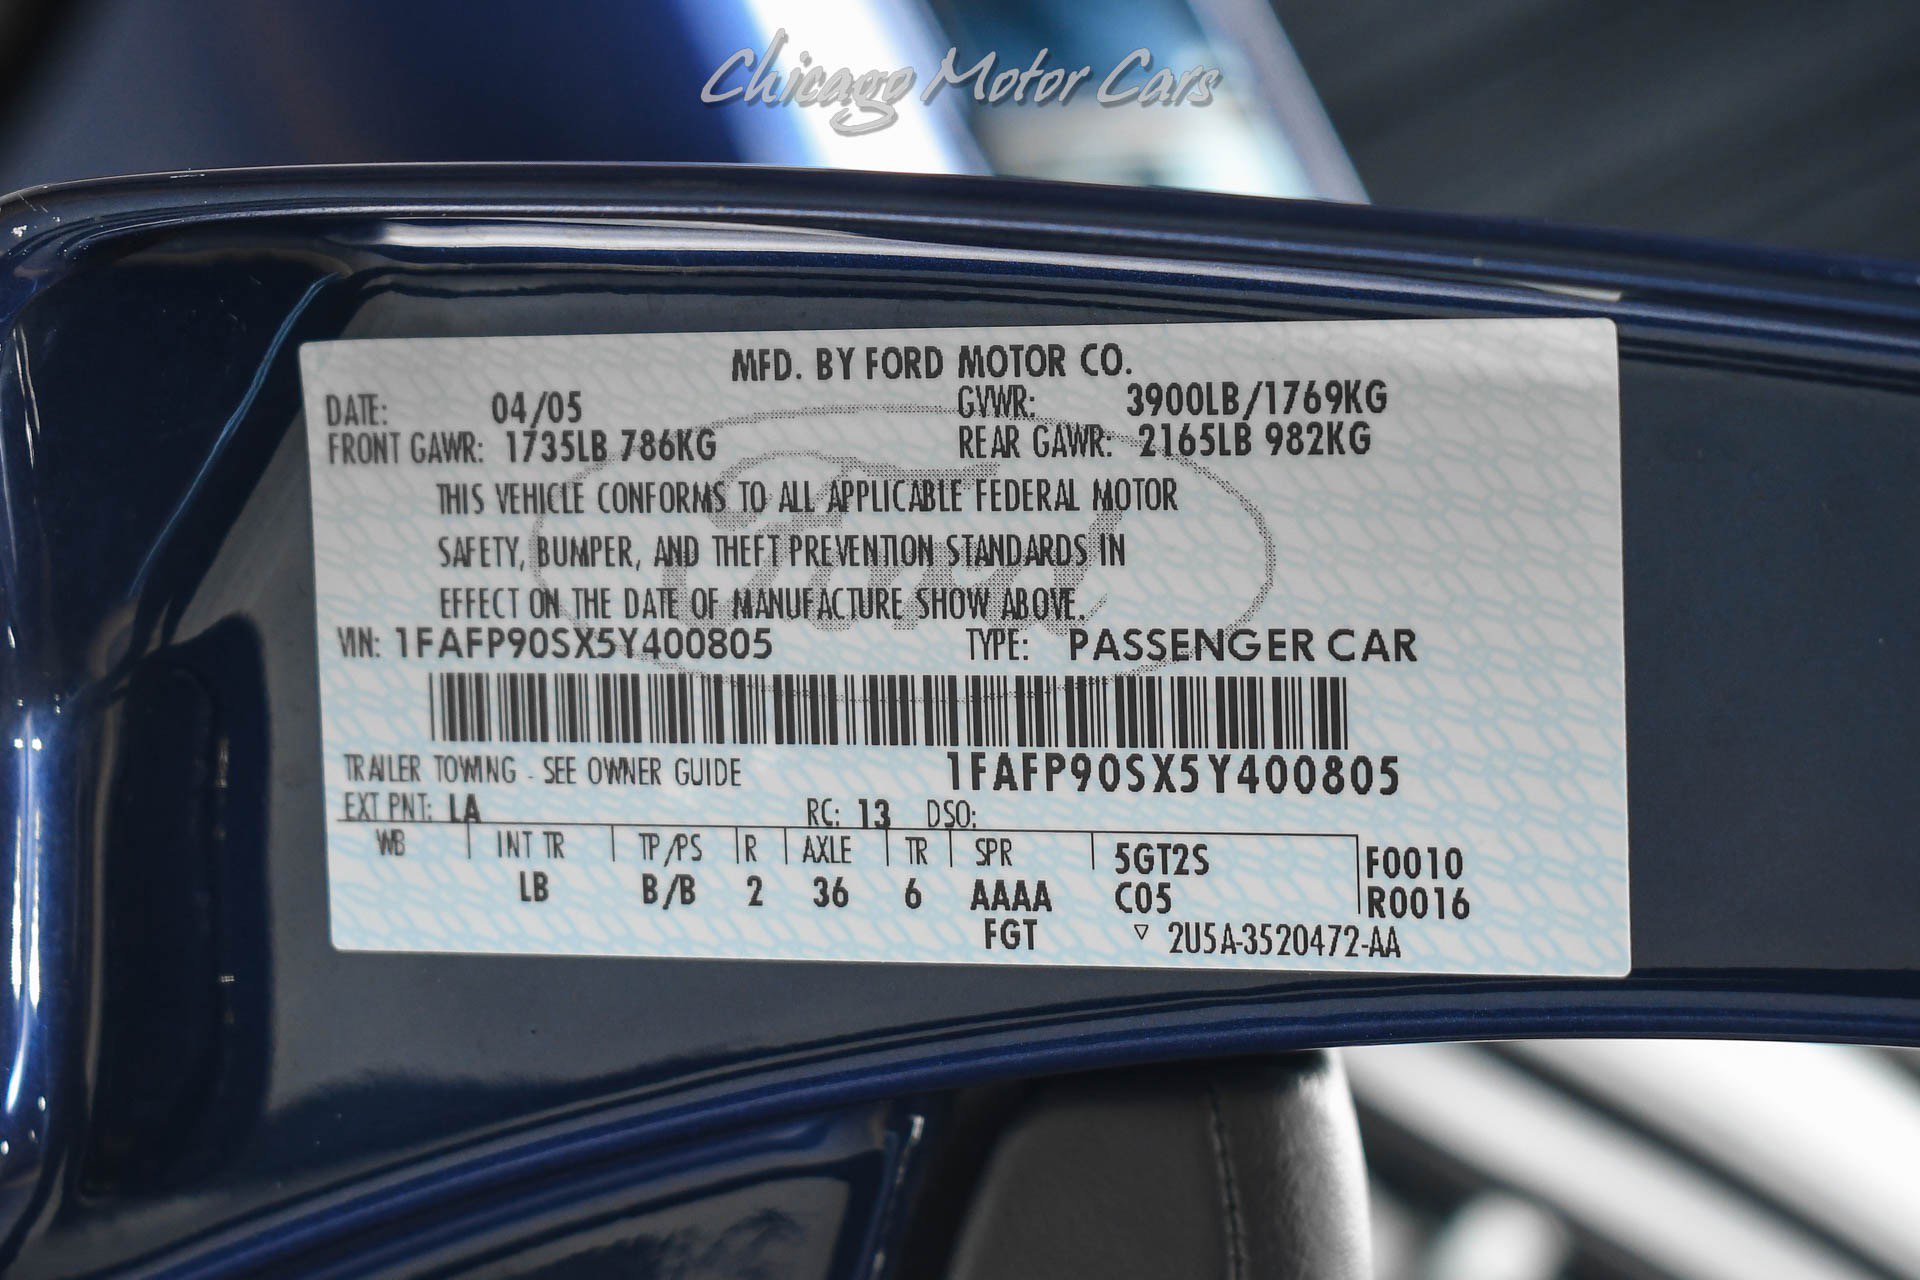 Chicago Motor Cars
MFD. BY FORD MOTOR CO.
DATE: 04/05 GVWR: 3900LB/1769KG
FRONT GAWR: 1735LB 786KG REAR GAWR: 2165LB 982KG
THIS VEHICLE CONFORMS TO ALL APPLICABLE FEDERAL MOTOR
SAFETY, BUMPER, AND THEFT PREVENTION STANDARDS IN
EFFECT ON THE DATE OF MANUFACTURE SHOW ABOVE.
Ford
VIN: 1FAFP90SX5Y400805 TYPE: PASSENGER CAR
TRAILER TOWING - SEE OWNER GUIDE 1FAFP90SX5Y400805
EXT PNT: LA RC: 13 DSO:
WB INT TR TP/PS R AXLE TR SPR 5GT2S F0010
LB B/B 2 36 6 AAAA C05 R0016
FGT ▽ 2U5A-3520472-AA